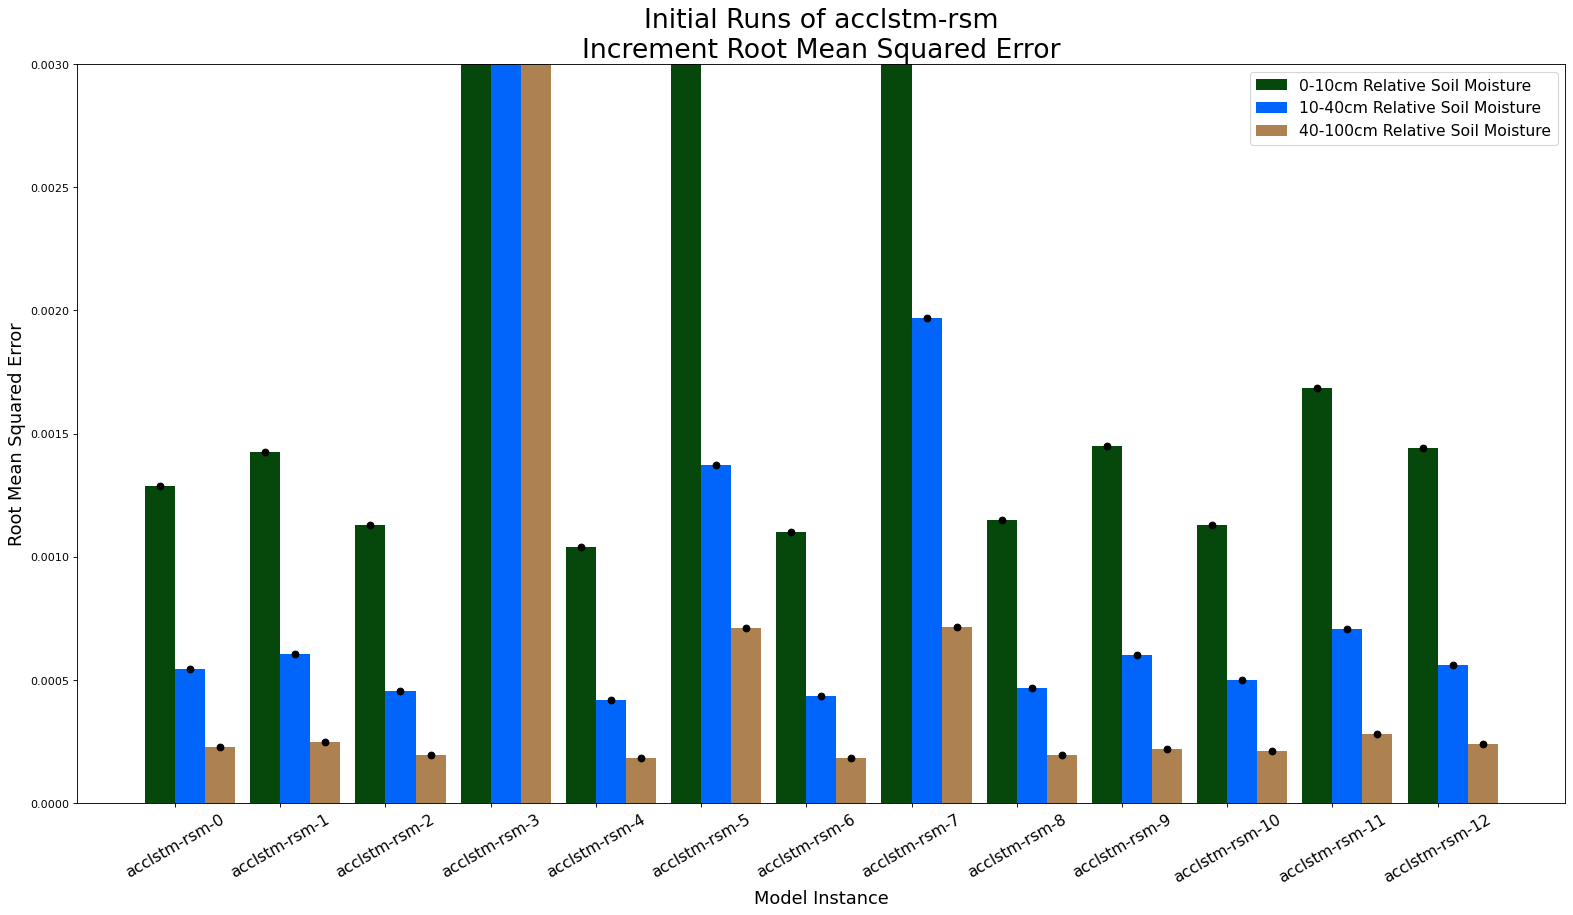 Initial Runs of acclstm-rsm
Increment Root Mean Squared Error
0-10cm Relative Soil Moisture
10-40cm Relative Soil Moisture
40-100cm Relative Soil Moisture
Root Mean Squared Error
0.0030
0.0025
0.0020
0.0015
0.0010
0.0005
0.0000
acclstm-rsm-0
acclstm-rsm-1
acclstm-rsm-2
acclstm-rsm-3
acclstm-rsm-4
acclstm-rsm-5
acclstm-rsm-6
acclstm-rsm-7
acclstm-rsm-8
acclstm-rsm-9
acclstm-rsm-10
acclstm-rsm-11
acclstm-rsm-12
Model Instance